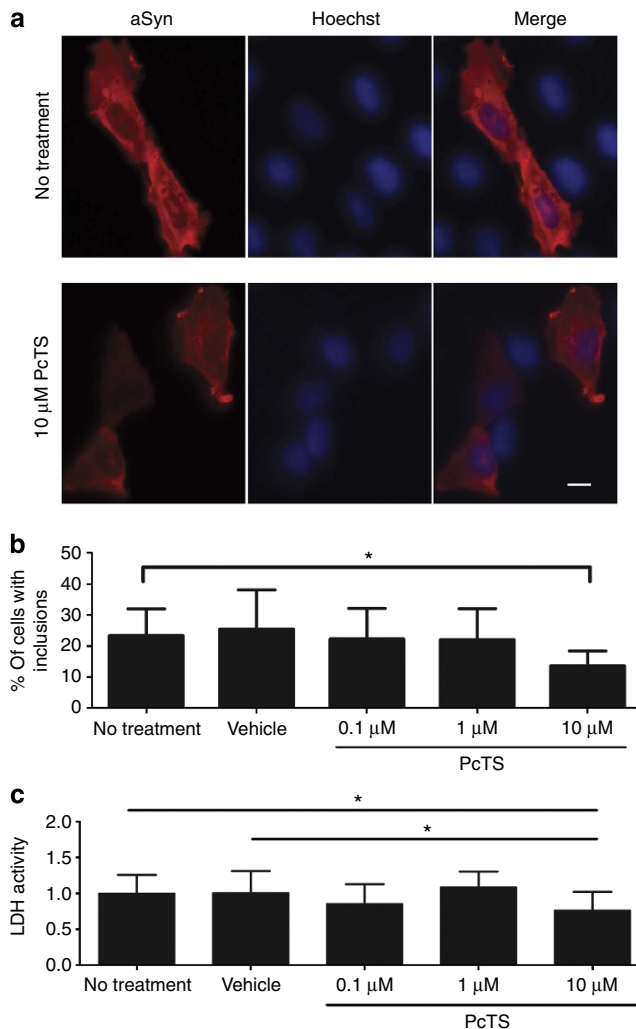 a
aSyn Hoechst Merge
No treatment
10 μM PcTS
b
% Of cells with
inclusions
50
40
30
20
10
0
*
No treatment Vehicle 0.1 μM 1 μM 10 μM
PcTS
c
LDH activity
2.0
1.5
1.0
0.5
0.0
*
*
No treatment Vehicle 0.1 μM 1 μM 10 μM
PcTS